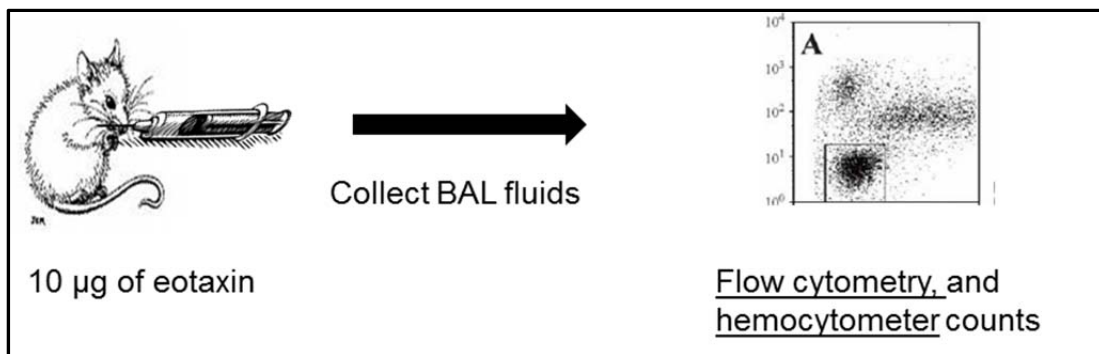 10⁴
A
10³
10²
10¹
10⁰
Collect BAL fluids
10 µg of eotaxin
Flow cytometry, and
hemocytometer counts